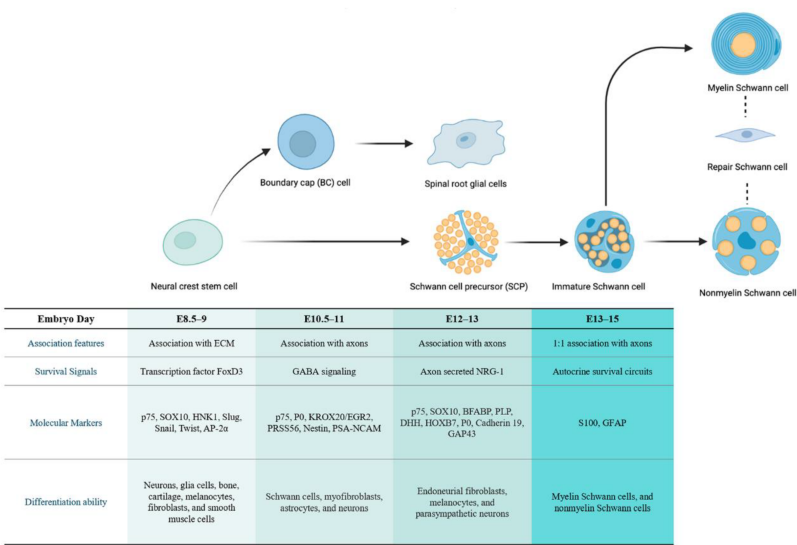 Myelin Schwann cell
Repair Schwann cell
Boundary cap (BC) cell
Spinal root glial cells
Neural crest stem cell
Schwann cell precursor (SCP)
Immature Schwann cell
Nonmyelin Schwann cell
Embryo Day
E8.5–9
E10.5–11
E12–13
E13–15
Association features
Association with ECM
Association with axons
Association with axons
1:1 association with axons
Survival Signals
Transcription factor FoxD3
GABA signaling
Axon secreted NRG-1
Autocrine survival circuits
Molecular Markers
p75, SOX10, HNK1, Slug,
Snail, Twist, AP-2α
p75, P0, KROX20/EGR2,
PRSS56, Nestin, PSA-NCAM
p75, SOX10, BFABP, PLP,
DHH, HOXB7, P0, Cadherin 19,
GAP43
S100, GFAP
Differentiation ability
Neurons, glia cells, bone,
cartilage, melanocytes,
fibroblasts, and smooth
muscle cells
Schwann cells, myofibroblasts,
astrocytes, and neurons
Endoneurial fibroblasts,
melanocytes, and
parasympathetic neurons
Myelin Schwann cells, and
nonmyelin Schwann cells